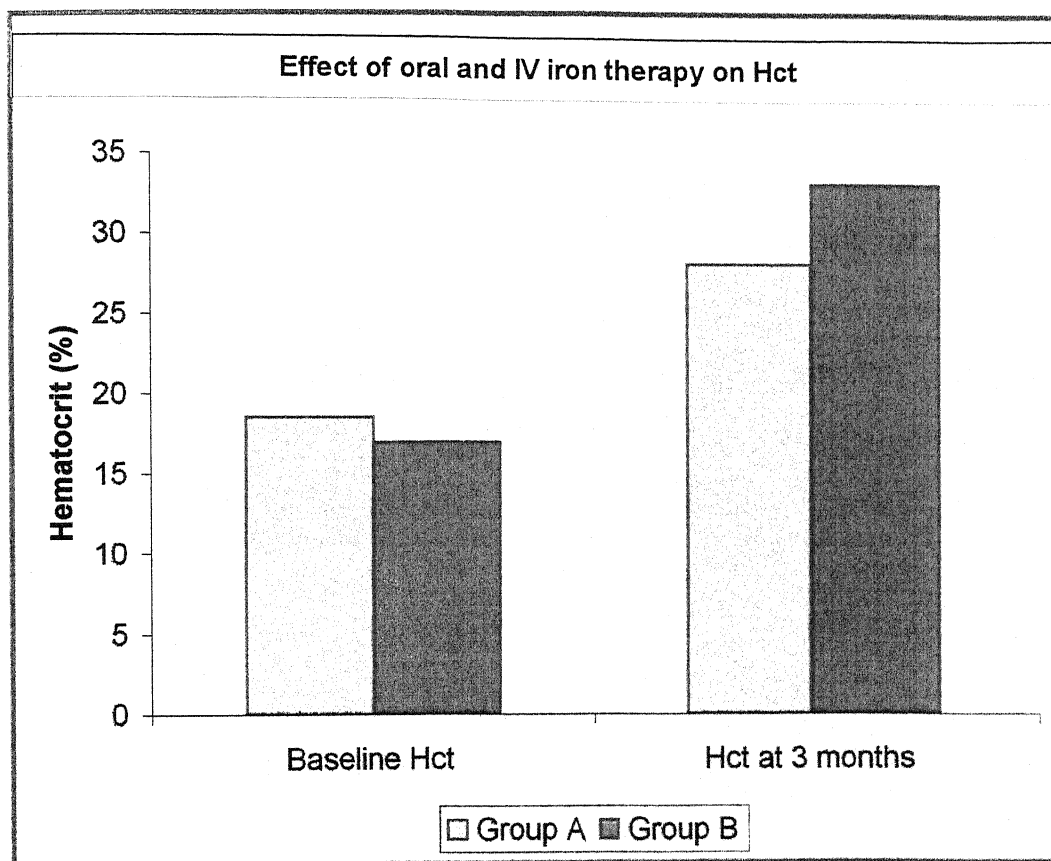 Effect of oral and IV iron therapy on Hct
35
30
25
20
15
10
5
0
Hematocrit (%)
Baseline Hct Hct at 3 months
Group A Group B